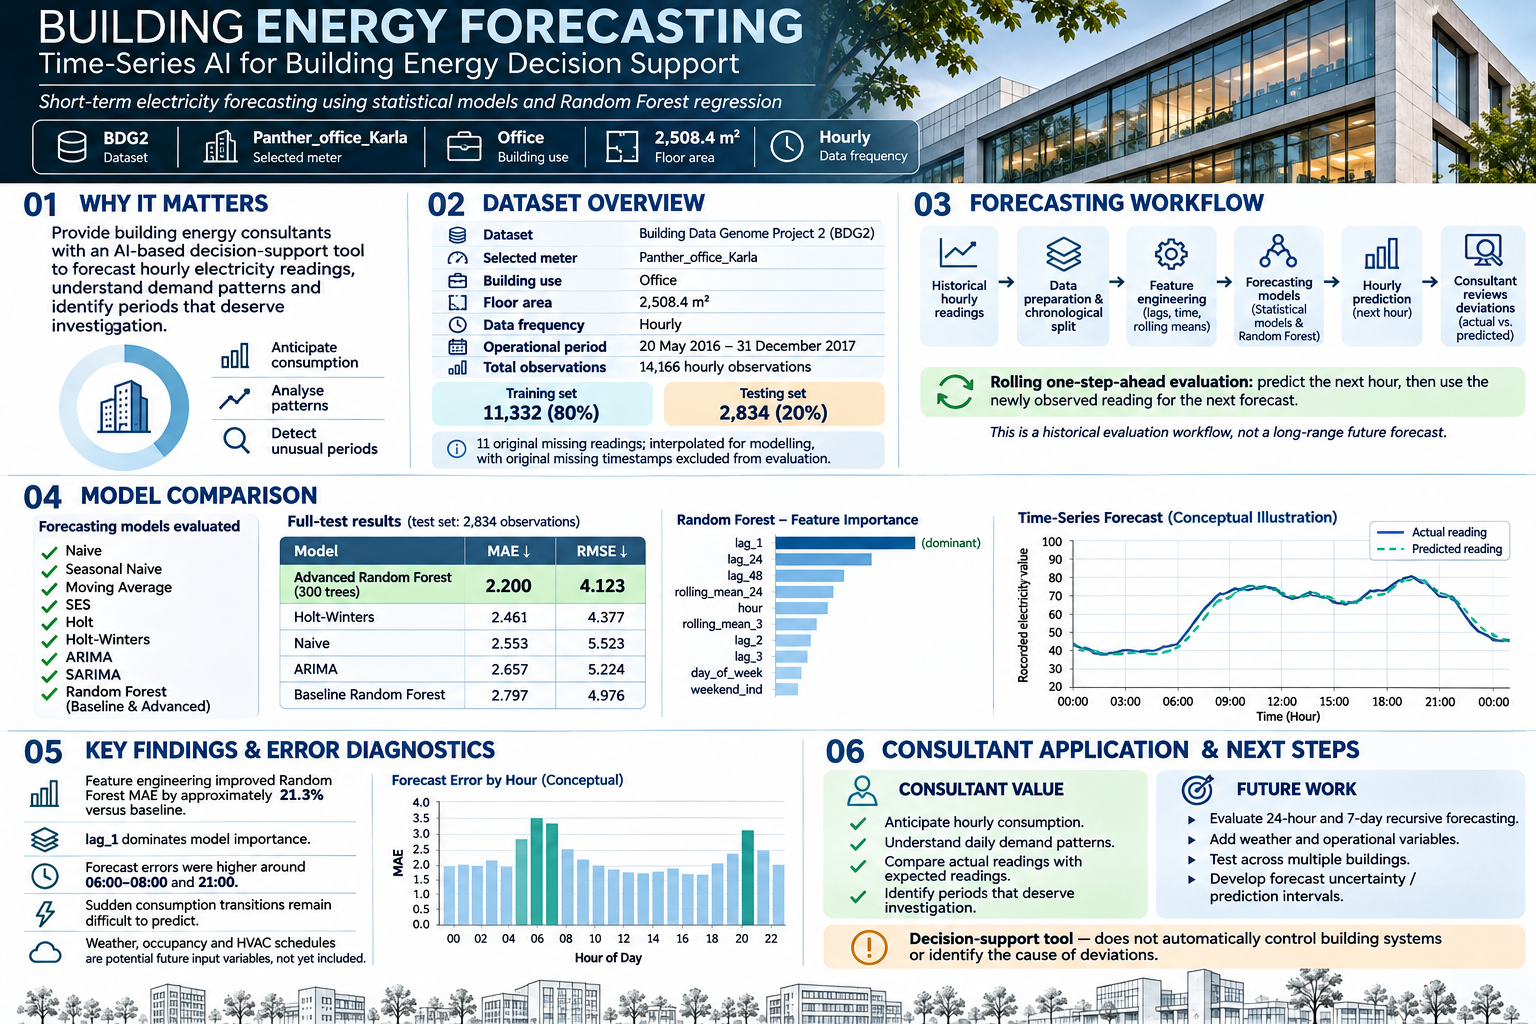 BUILDING ENERGY FORECASTING
Time-Series AI for Building Energy Decision Support
Short-term electricity forecasting using statistical models and Random Forest regression
BDG2
Dataset
Panther_office_Karla
Selected meter
Office
Building use
2,508.4 m²
Floor area
Hourly
Data frequency
01 WHY IT MATTERS
Provide building energy consultants
with an AI-based decision-support tool
to forecast hourly electricity readings,
understand demand patterns and
identify periods that deserve
investigation.
Anticipate
consumption
Analyse
patterns
Detect
unusual periods
02 DATASET OVERVIEW
Dataset Building Data Genome Project 2 (BDG2)
Selected meter Panther_office_Karla
Building use Office
Floor area 2,508.4 m²
Data frequency Hourly
Operational period 20 May 2016 – 31 December 2017
Total observations 14,166 hourly observations
Training set
11,332 (80%)
Testing set
2,834 (20%)
11 original missing readings; interpolated for modelling,
with original missing timestamps excluded from evaluation.
03 FORECASTING WORKFLOW
Historical
hourly
readings
Data
preparation &
chronological
split
Feature
engineering
(lags, time,
rolling means)
Forecasting
models
(Statistical
models &
Random Forest)
Hourly
prediction
(next hour)
Consultant
reviews
deviations
(actual vs.
predicted)
Rolling one-step-ahead evaluation: predict the next hour, then use the
newly observed reading for the next forecast.
This is a historical evaluation workflow, not a long-range future forecast.
04 MODEL COMPARISON
Forecasting models evaluated
Naive
Seasonal Naive
Moving Average
SES
Holt
Holt-Winters
ARIMA
SARIMA
Random Forest
(Baseline & Advanced)
Full-test results (test set: 2,834 observations)
Model MAE ↓ RMSE ↓
Advanced Random Forest
(300 trees) 2.200 4.123
Holt-Winters 2.461 4.377
Naive 2.553 5.523
ARIMA 2.657 5.224
Baseline Random Forest 2.797 4.976
Random Forest – Feature Importance
lag_1 (dominant)
lag_24
lag_48
rolling_mean_24
hour
rolling_mean_3
lag_2
lag_3
day_of_week
weekend_ind
Time-Series Forecast (Conceptual Illustration)
Actual reading
Predicted reading
Rocorded electricity value
100
90
80
70
60
50
40
30
20
00:00 03:00 06:00 09:00 12:00 15:00 18:00 21:00 00:00
Time (Hour)
05 KEY FINDINGS & ERROR DIAGNOSTICS
Feature engineering improved Random
Forest MAE by approximately 21.3%
versus baseline.
lag_1 dominates model importance.
Forecast errors were higher around
06:00–08:00 and 21:00.
Sudden consumption transitions remain
difficult to predict.
Weather, occupancy and HVAC schedules
are potential future input variables, not yet included.
Forecast Error by Hour (Conceptual)
MAE
4.0
3.5
3.0
2.5
2.0
1.5
1.0
0.5
0.0
00 02 04 06 08 10 12 14 16 18 20 22
Hour of Day
06 CONSULTANT APPLICATION & NEXT STEPS
CONSULTANT VALUE
Anticipate hourly consumption.
Understand daily demand patterns.
Compare actual readings with
expected readings.
Identify periods that deserve
investigation.
FUTURE WORK
Evaluate 24-hour and 7-day recursive forecasting.
Add weather and operational variables.
Test across multiple buildings.
Develop forecast uncertainty /
prediction intervals.
Decision-support tool — does not automatically control building systems
or identify the cause of deviations.